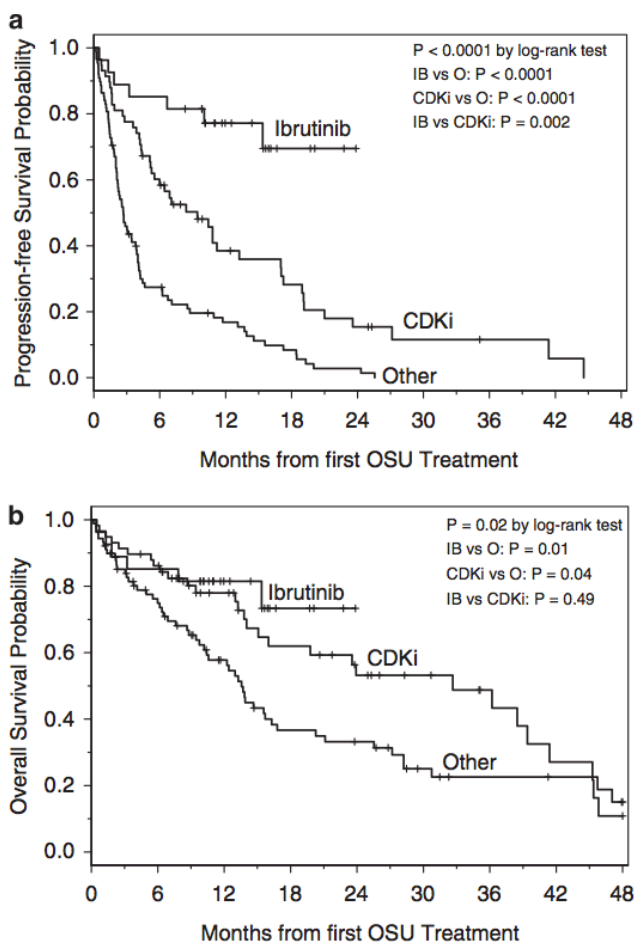 a
P < 0.0001 by log-rank test
IB vs O: P < 0.0001
CDKi vs O: P < 0.0001
IB vs CDKi: P = 0.002
Progression-free Survival Probability
1.0
0.8
0.6
0.4
0.2
0.0
Ibrutinib
CDKi
Other
0 6 12 18 24 30 36 42 48
Months from first OSU Treatment
b
P = 0.02 by log-rank test
IB vs O: P = 0.01
CDKi vs O: P = 0.04
IB vs CDKi: P = 0.49
Overall Survival Probability
1.0
0.8
0.6
0.4
0.2
0.0
Ibrutinib
CDKi
Other
0 6 12 18 24 30 36 42 48
Months from first OSU Treatment